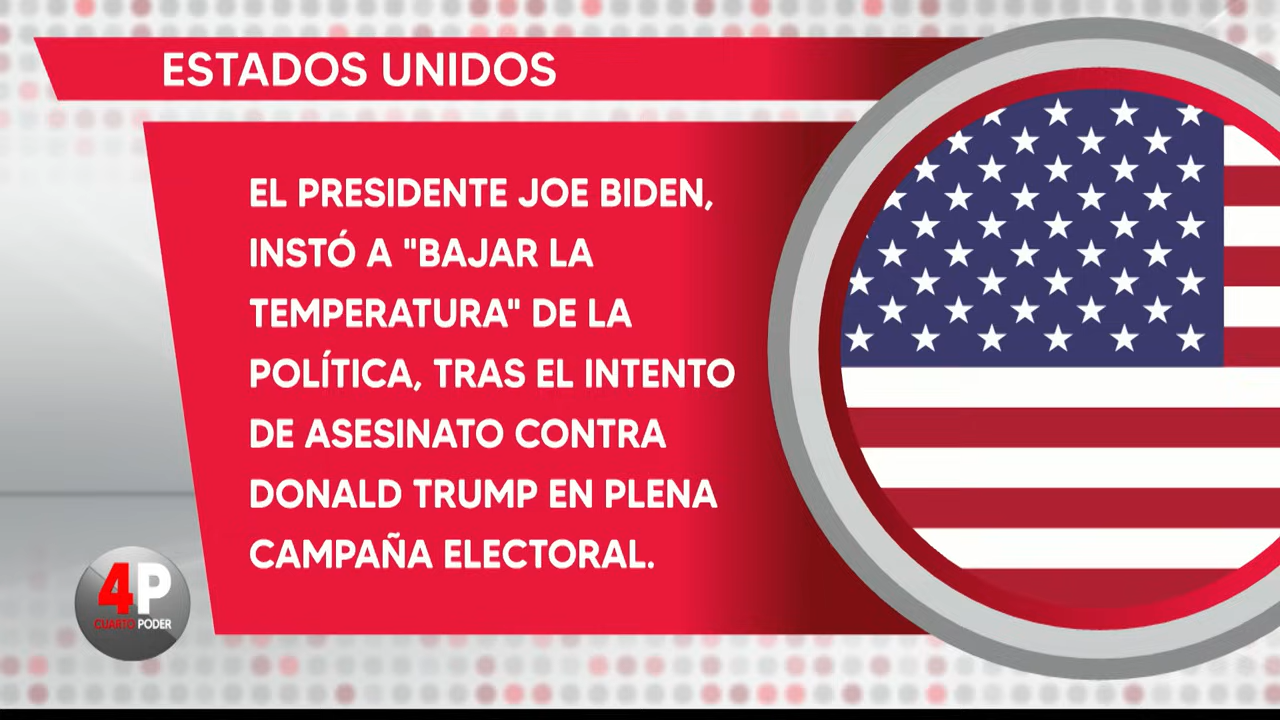 ESTADOS UNIDOS
EL PRESIDENTE JOE BIDEN,
INSTÓ A "BAJAR LA
TEMPERATURA" DE LA
POLÍTICA, TRAS EL INTENTO
DE ASESINATO CONTRA
DONALD TRUMP EN PLENA
CAMPAÑA ELECTORAL.
4P
CUARTO PODER